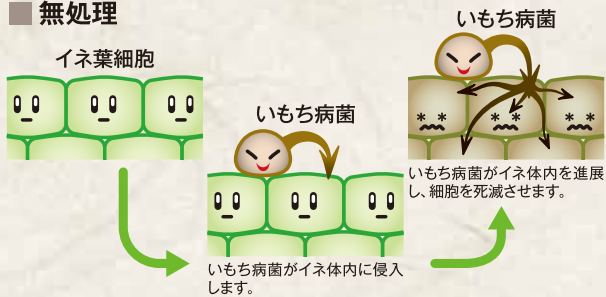 無処理
イネ葉細胞
いもち病菌
いもち病菌がイネ体内に侵入
します。
いもち病菌
いもち病菌がイネ体内を進展
し、細胞を死滅させます。